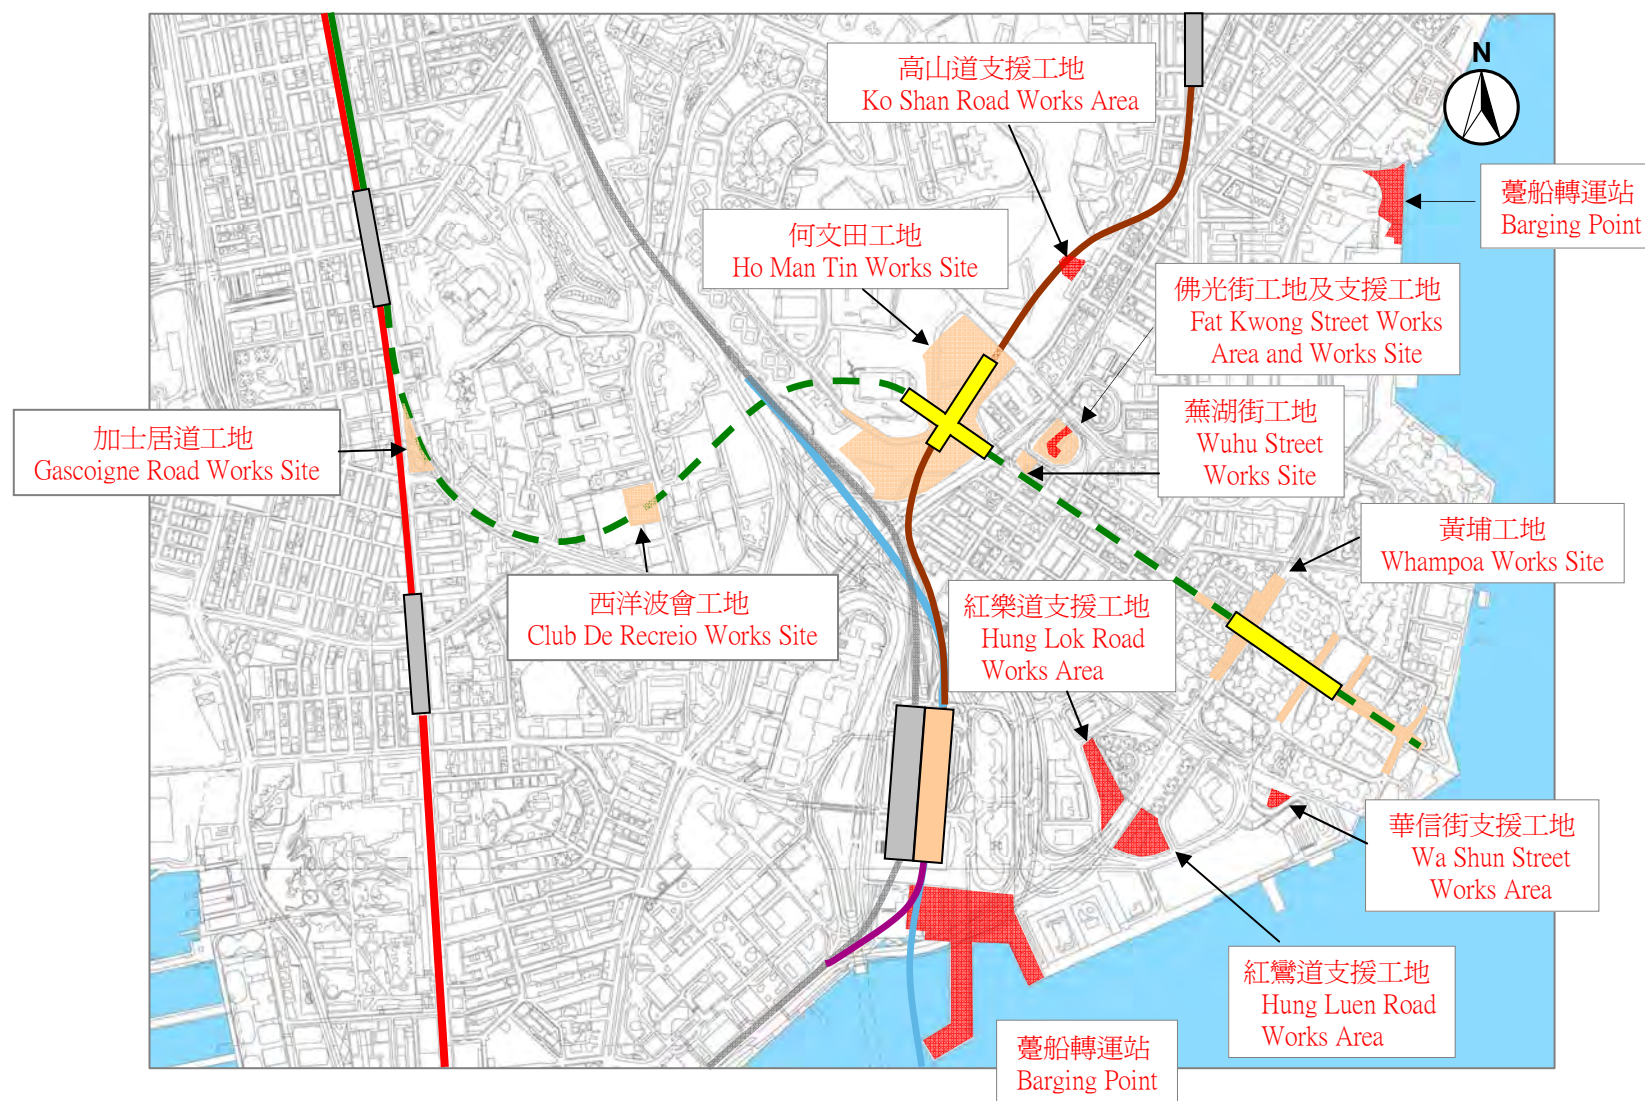 高山道支援工地
Ko Shan Road Works Area
N
薹船轉運站
Barging Point
何文田工地
Ho Man Tin Works Site
佛光街工地及支援工地
Fat Kwong Street Works
Area and Works Site
蕪湖街工地
Wuhu Street
Works Site
加士居道工地
Gascoigne Road Works Site
黃埔工地
Whampoa Works Site
西洋波會工地
Club De Recreio Works Site
紅樂道支援工地
Hung Lok Road
Works Area
華信街支援工地
Wa Shun Street
Works Area
紅鸞道支援工地
Hung Luen Road
Works Area
薹船轉運站
Barging Point